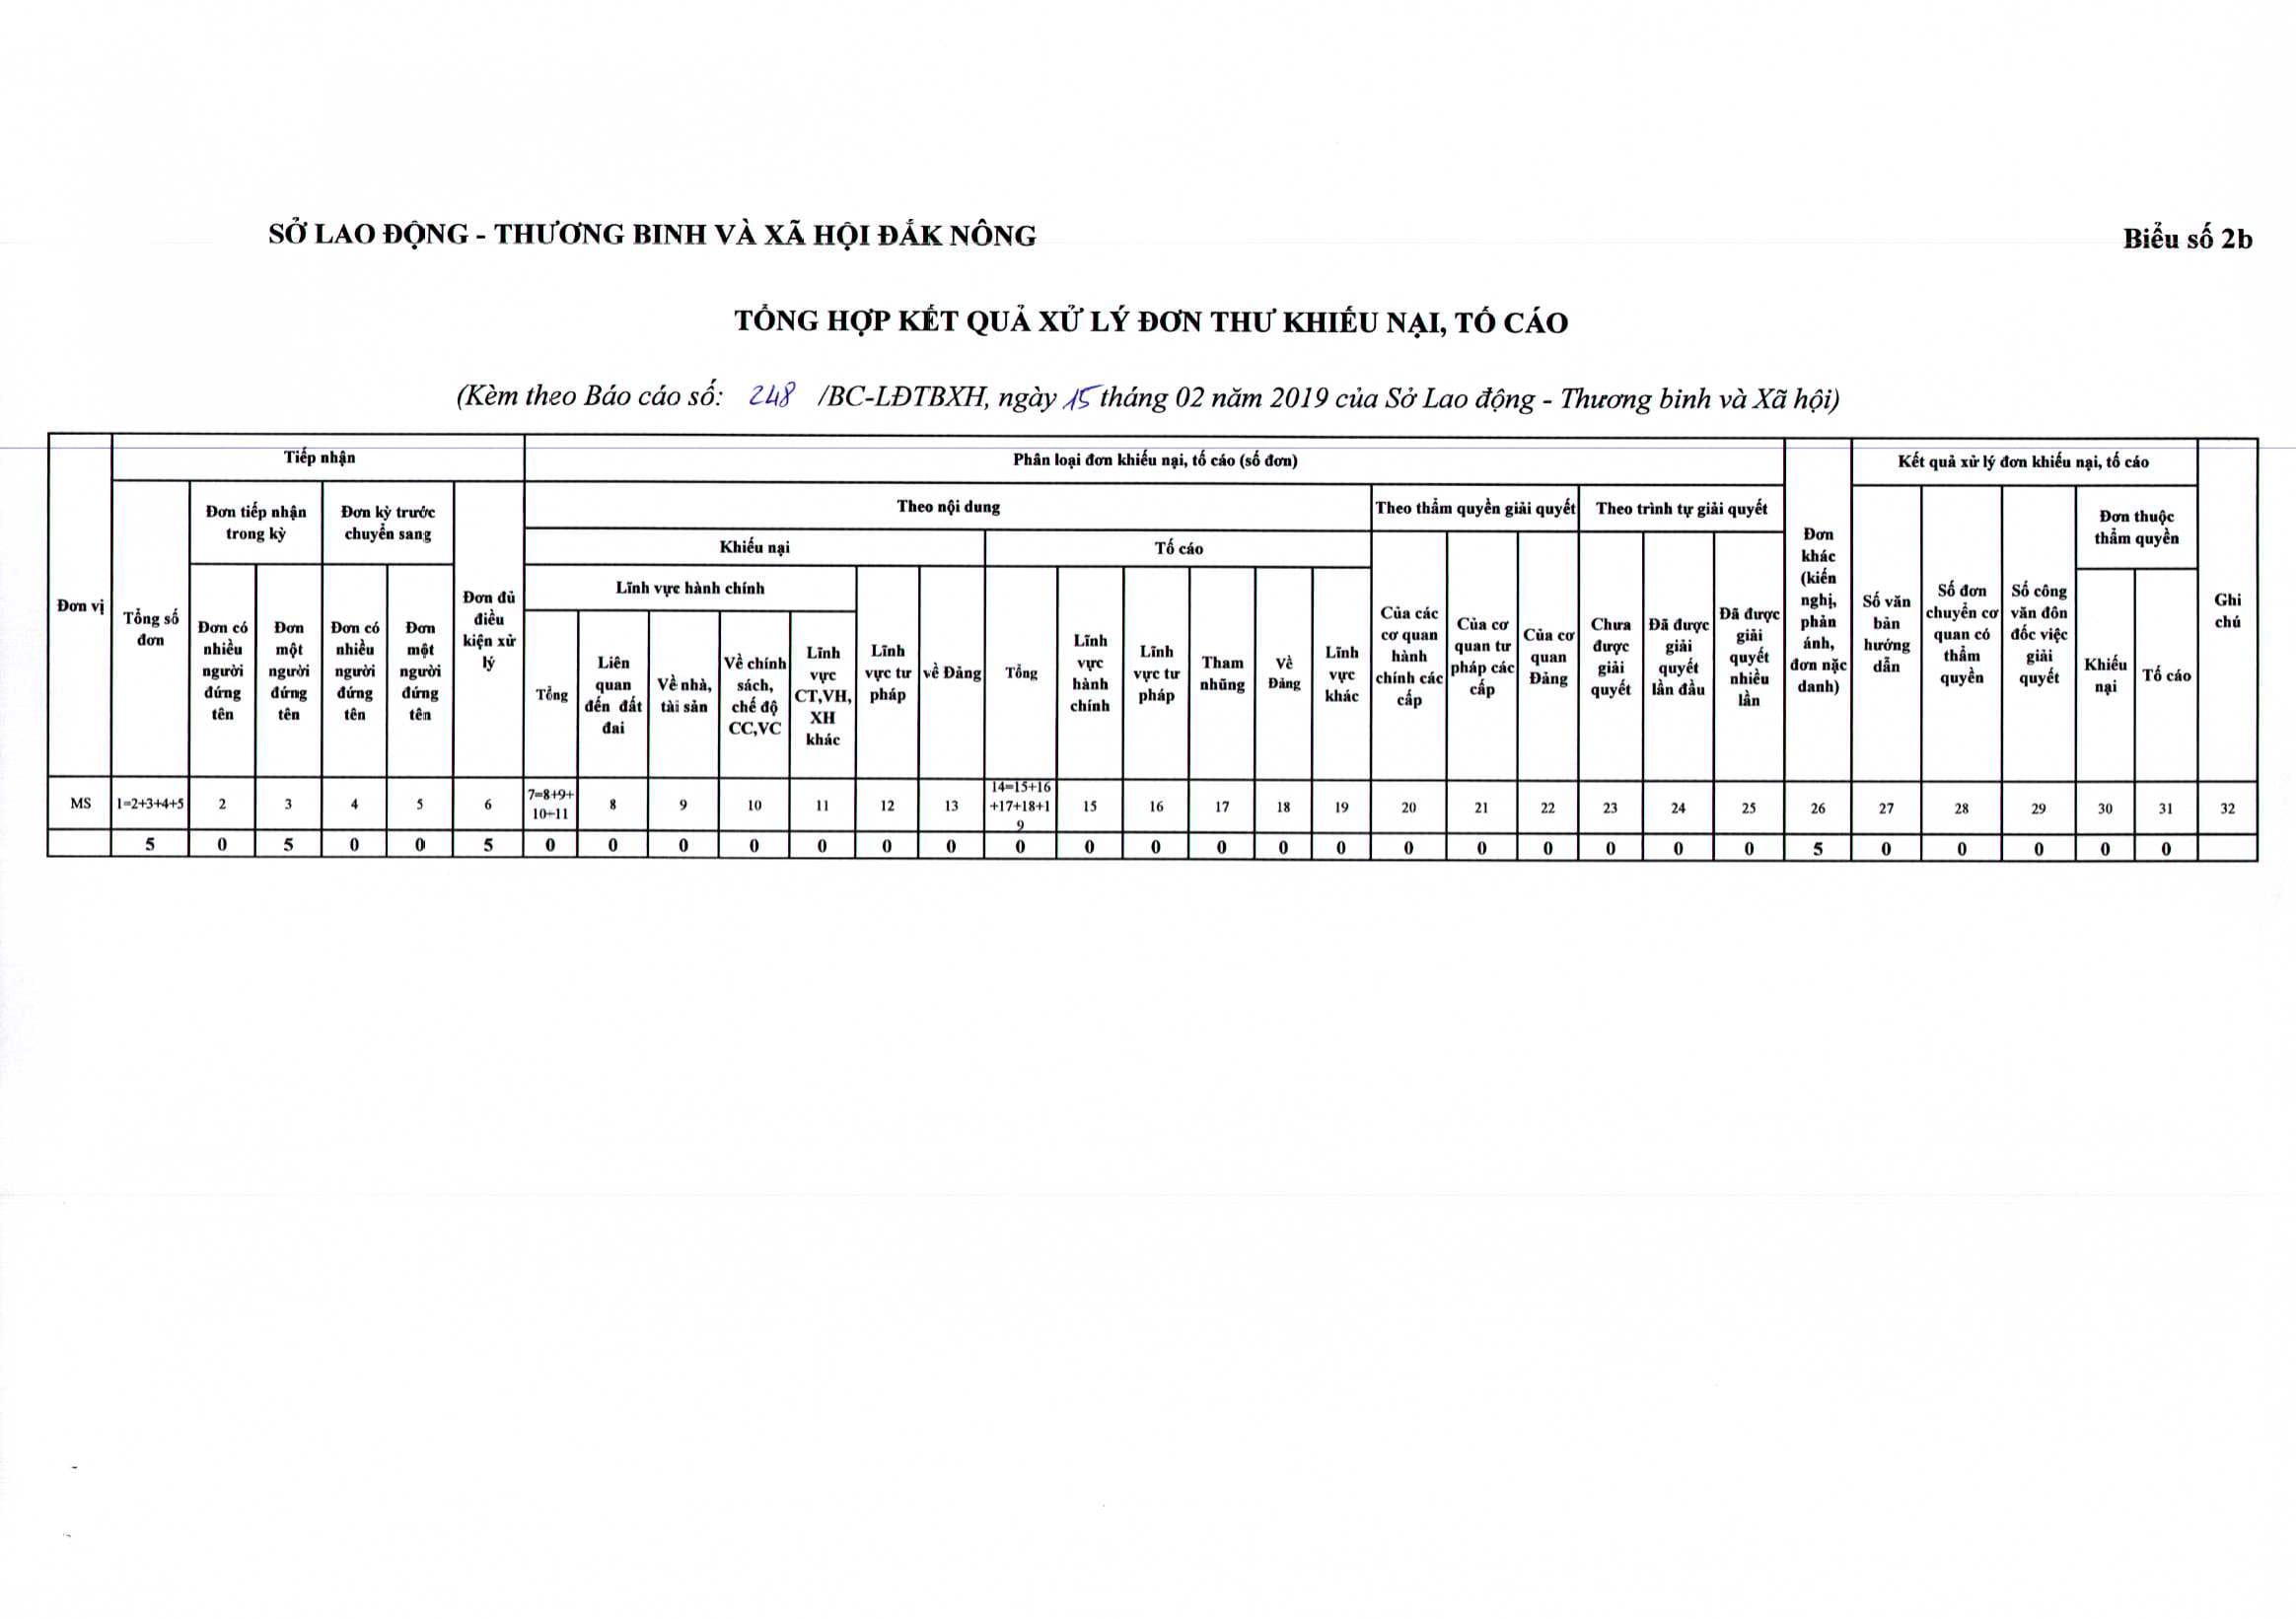 SỞ LAO ĐỘNG - THƯƠNG BINH VÀ XÃ HỘI ĐẮK NÔNG
Biểu số 2b
TỔNG HỢP KẾT QUẢ XỬ LÝ ĐƠN THƯ KHIẾU NẠI, TỐ CÁO
(Kèm theo Báo cáo số: 248 /BC-LĐTBXH, ngày 15 tháng 02 năm 2019 của Sở Lao động - Thương binh và Xã hội)
Đơn vị
Tiếp nhận
Phân loại đơn khiếu nại, tố cáo (số đơn)
Đơn
khác
(kiến
nghị,
phản
ánh,
đơn nặc
danh)
Kết quả xử lý đơn khiếu nại, tố cáo
Ghi
chú
Tổng số
đơn
Đơn tiếp nhận
trong kỳ
Đơn kỳ trước
chuyển sang
Đơn đủ
điều
kiện xử
lý
Theo nội dung
Theo thẩm quyền giải quyết
Theo trình tự giải quyết
Số văn
bản
hướng
dẫn
Số đơn
chuyển cơ
quan có
thẩm
quyền
Số công
văn đôn
đốc việc
giải
quyết
Đơn thuộc
thẩm quyền
Khiếu nại
Tố cáo
Đơn có
nhiều
người
đứng
tên
Đơn
một
người
đứng
tên
Đơn có
nhiều
người
đứng
tên
Đơn
một
người
đứng
tên
Lĩnh vực hành chính
Lĩnh
vực tư
pháp
về Đảng
Tổng
Lĩnh
vực
hành
chính
Lĩnh
vực tư
pháp
Tham
nhũng
Về
Đảng
Lĩnh
vực
khác
Của các
cơ quan
hành
chính các
cấp
Của cơ
quan tư
pháp các
cấp
Của cơ
quan
Đảng
Chưa
được
giải
quyết
Đã được
giải
quyết
lần đầu
Đã được
giải
quyết
nhiều
lần
Khiếu
nại
Tố cáo
Tổng
Liên
quan
đến đất
đai
Về nhà,
tài sản
Về chính
sách,
chế độ
CC,VC
Lĩnh
vực
CT,VH,
XH
khác
MS 1=2+3+4+5 2 3 4 5 6 7=8+9+
10+11 8 9 10 11 12 13 14=15+16
+17+18+1
9 15 16 17 18 19 20 21 22 23 24 25 26 27 28 29 30 31 32
5 0 5 0 0 5 0 0 0 0 0 0 0 0 0 0 0 0 0 0 0 0 0 0 0 5 0 0 0 0 0